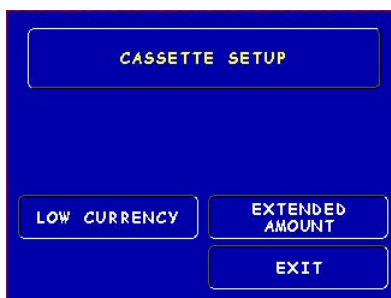 CASSETTE SETUP
LOW CURRENCY
EXTENDED
AMOUNT
EXIT